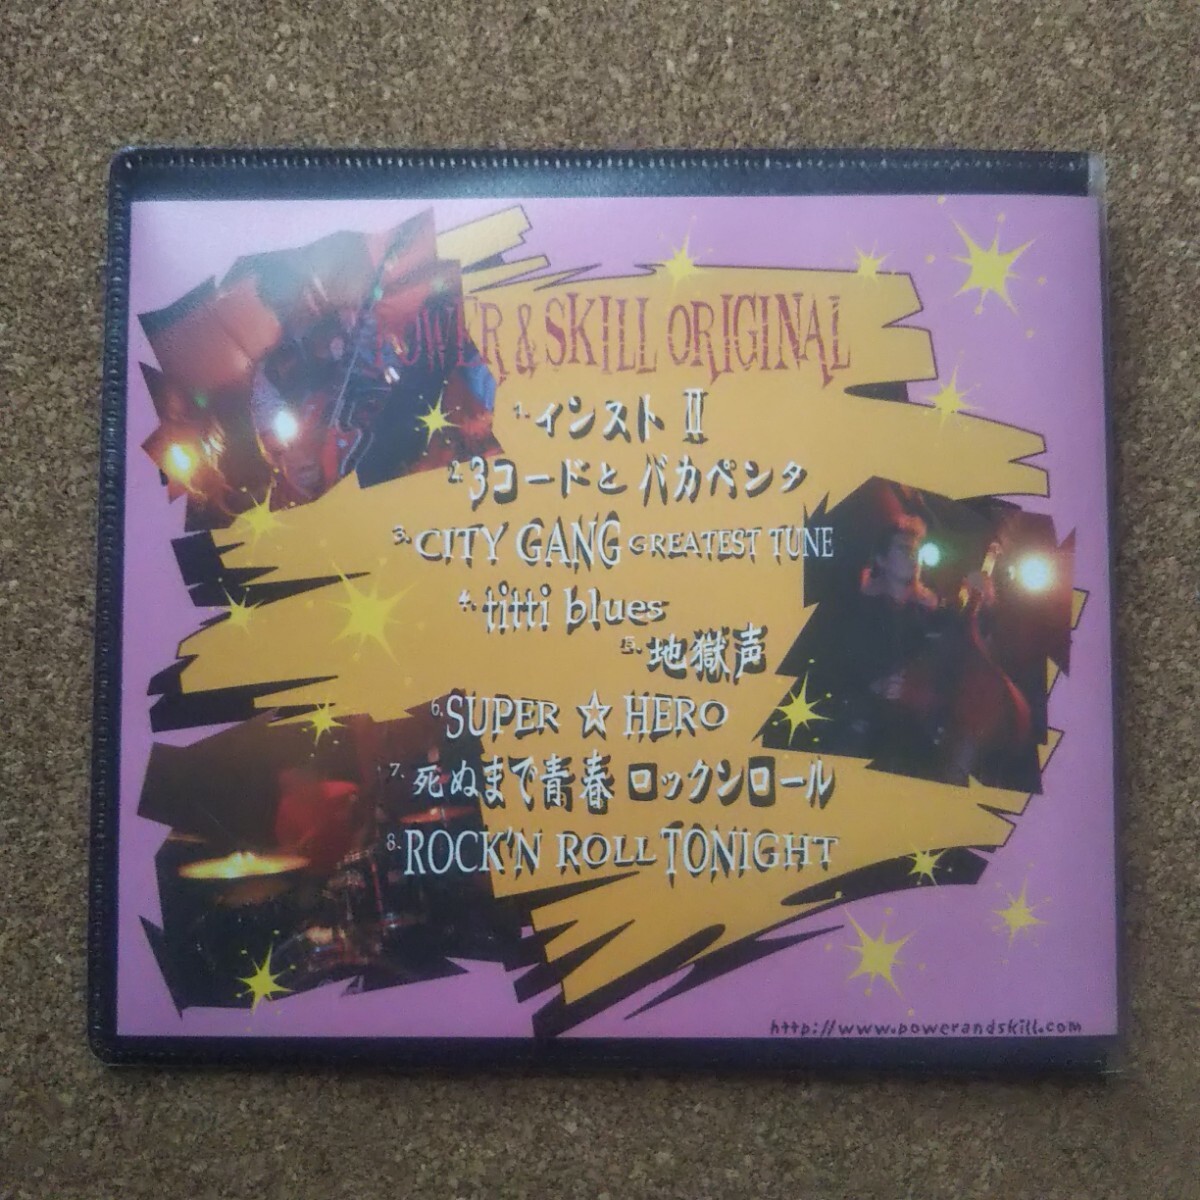 POWER & SKILL ORIGINAL
1. インスト II
2. 3コードと バカペンタ
3. CITY GANG GREATEST TUNE
4. titti blues
5. 地獄声
6. SUPER ☆ HERO
7. 死ぬまで青春 ロックンロール
8. ROCK'N ROLL TONIGHT
http://www.powerandskill.com